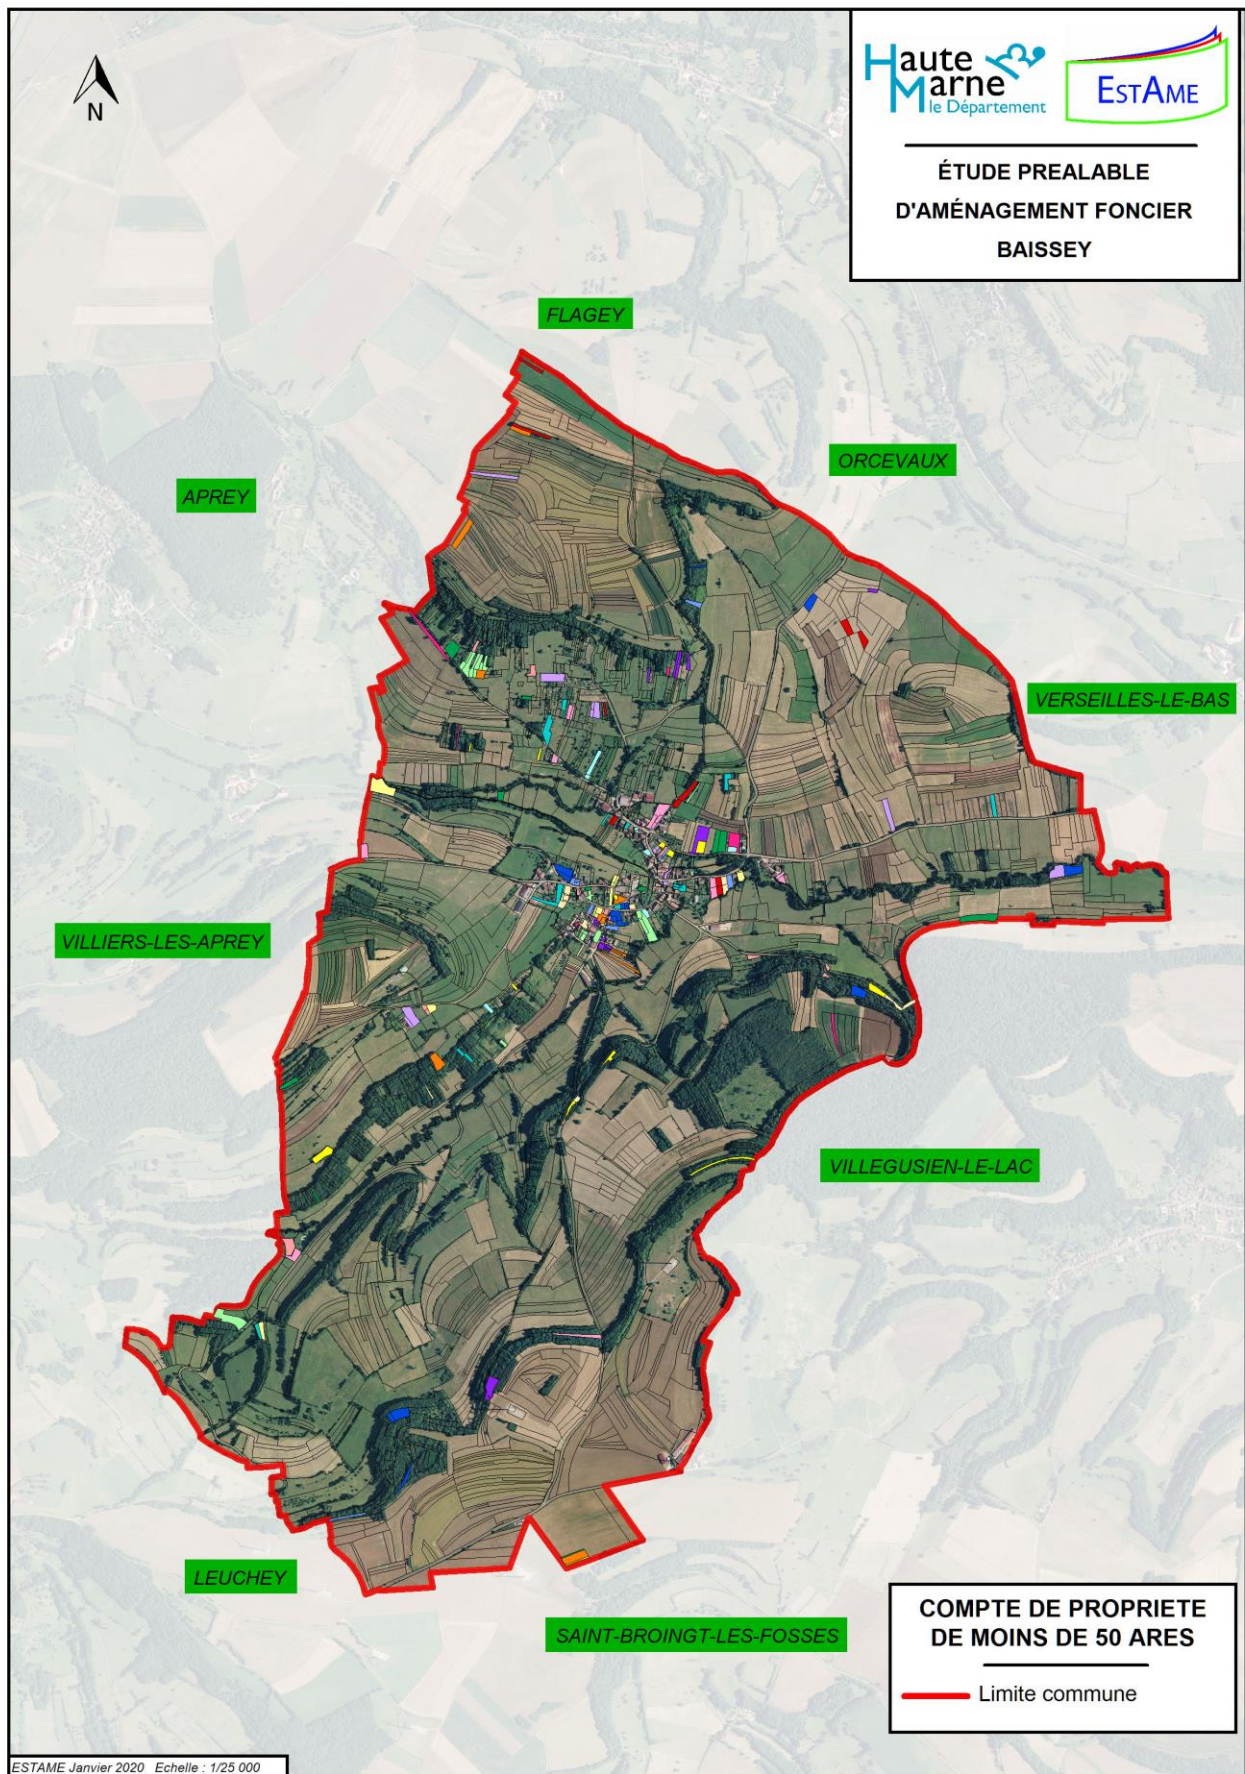 N
Haute
Marne
le Département
ESTAME
ÉTUDE PREALABLE
D'AMÉNAGEMENT FONCIER
BAISSEY
FLAGEY
ORCEVAUX
APREY
VERSEILLES-LE-BAS
VILLIERS-LES-APREY
VILLEGUSIEN-LE-LAC
LEUCHEY
SAINT-BROINGT-LES-FOSSES
COMPTE DE PROPRIETE
DE MOINS DE 50 ARES
Limite commune
ESTAME Janvier 2020 Echelle : 1/25 000